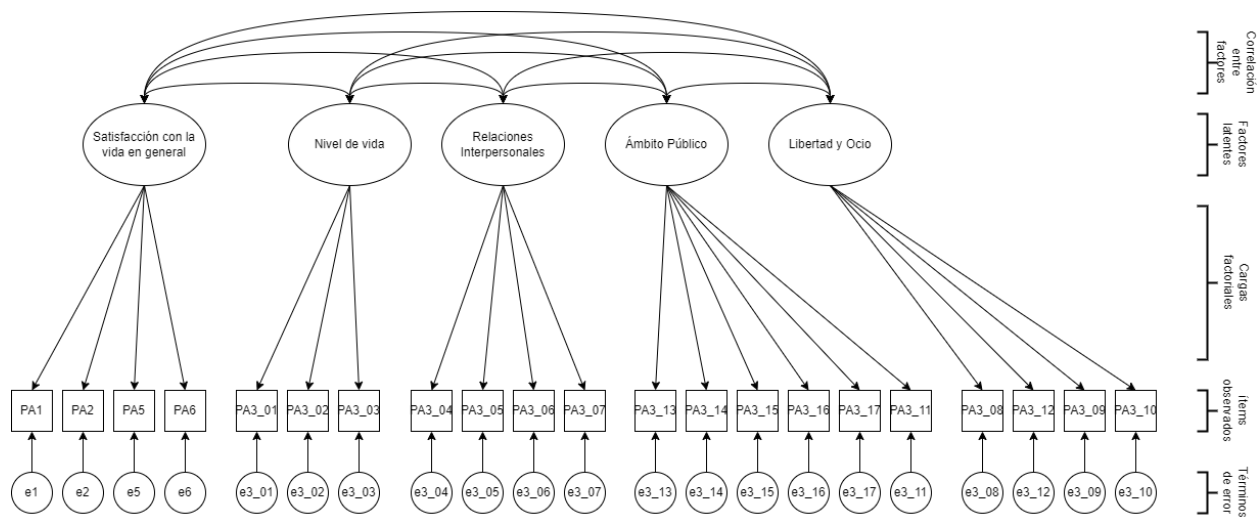 Correlación
entre
factores
Satisfacción con la
vida en general
Nivel de vida
Relaciones
Interpersonales
Ámbito Público
Libertad y Ocio
Factores
latentes
Cargas
factoriales
PA1 PA2 PA5 PA6 PA3_01 PA3_02 PA3_03 PA3_04 PA3_05 PA3_06 PA3_07 PA3_13 PA3_14 PA3_15 PA3_16 PA3_17 PA3_11 PA3_08 PA3_12 PA3_09 PA3_10
ítems
observados
e1 e2 e5 e6 e3_01 e3_02 e3_03 e3_04 e3_05 e3_06 e3_07 e3_13 e3_14 e3_15 e3_16 e3_17 e3_11 e3_08 e3_12 e3_09 e3_10
Términos
de error